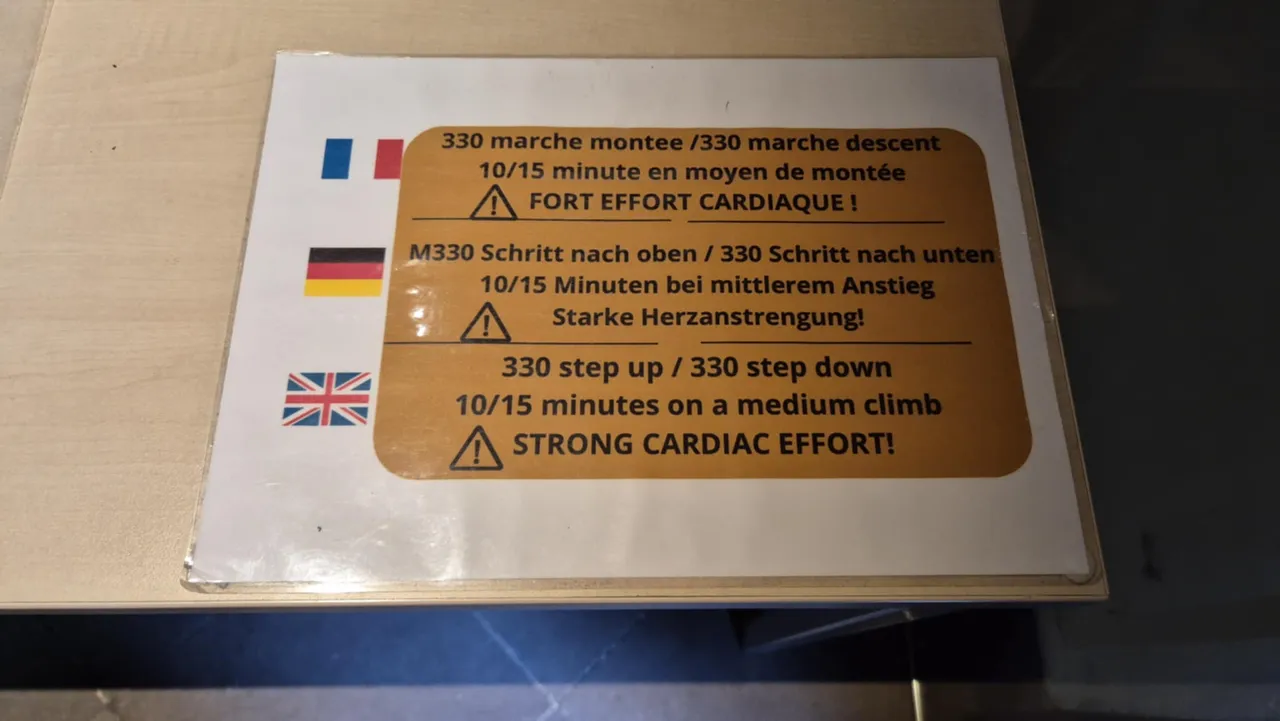 330 marche montee /330 marche descent
10/15 minute en moyen de montée
FORT EFFORT CARDIAQUE !
M330 Schritt nach oben / 330 Schritt nach unten
10/15 Minuten bei mittlerem Anstieg
Starke Herzanstrengung!
330 step up / 330 step down
10/15 minutes on a medium climb
STRONG CARDIAC EFFORT!